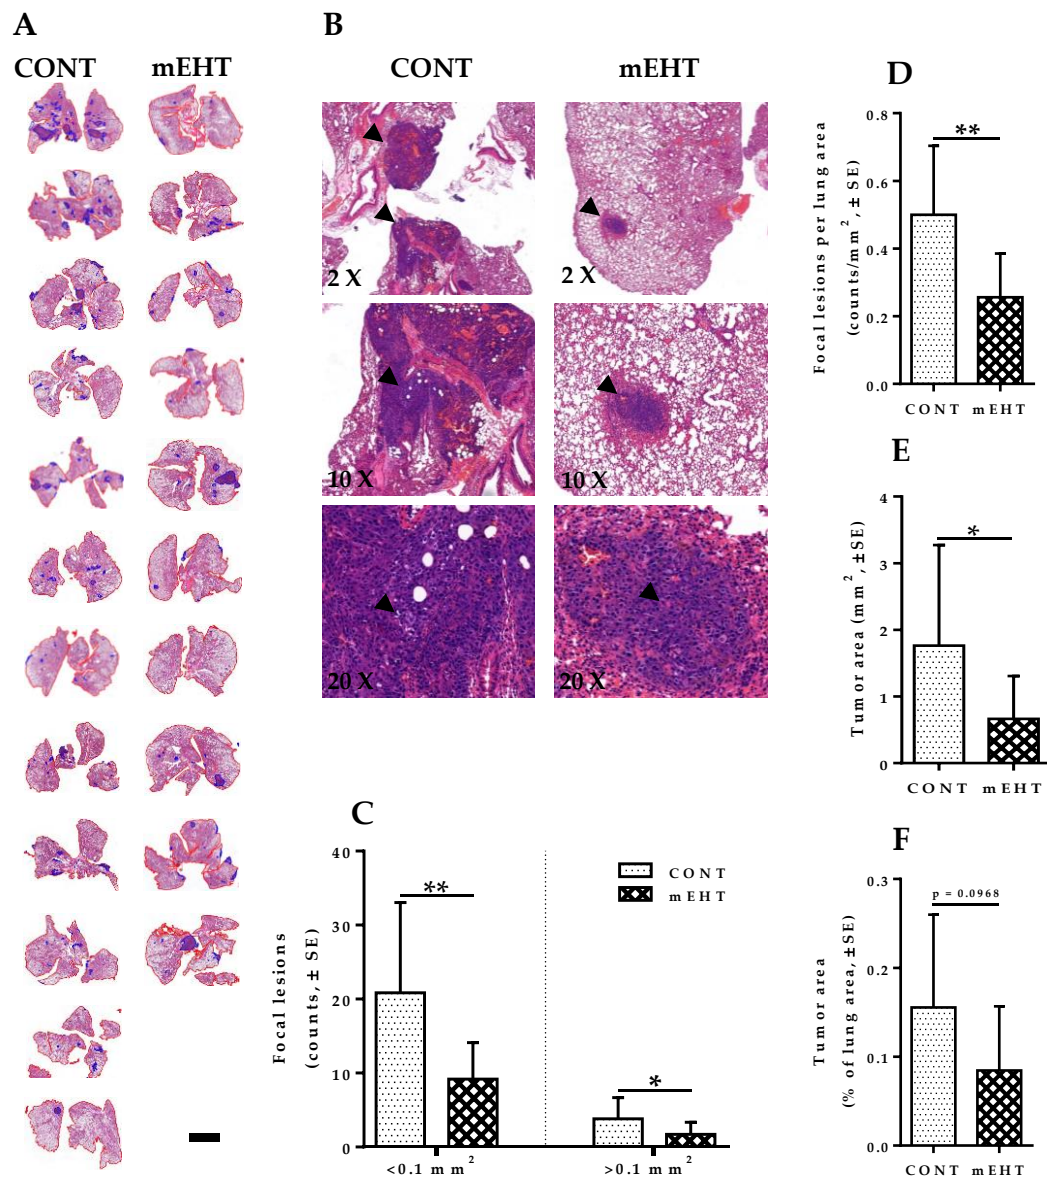 A
CONT
mEHT
B
CONT
mEHT
2 X
2 X
10 X
10 X
20 X
20 X
C
Focal lesions
(counts, ± SE)
40
30
20
10
0
**
*
CONT
mEHT
<0.1 mm²
>0.1 mm²
D
Focal lesions per lung area
(counts/mm², ± SE)
0.8
0.6
0.4
0.2
0.0
**
CONT
mEHT
E
Tumor area (mm², ±SE)
4
3
2
1
0
*
CONT
mEHT
F
Tumor area
(% of lung area, ±SE)
0.3
0.2
0.1
0.0
p = 0.0968
CONT
mEHT